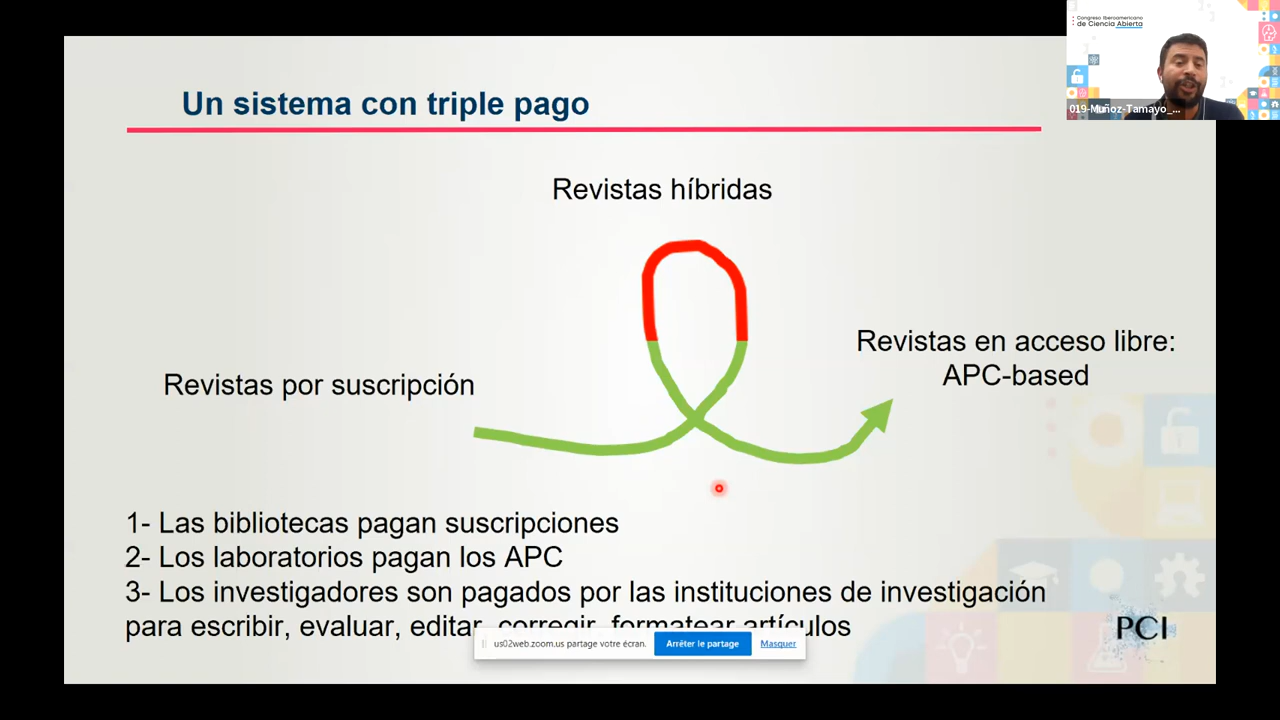 Congreso Iberoamericano
de Ciencia Abierta
019-Muñoz-Tamayo_...
Un sistema con triple pago
Revistas híbridas
Revistas en acceso libre:
APC-based
Revistas por suscripción
1- Las bibliotecas pagan suscripciones
2- Los laboratorios pagan los APC
3- Los investigadores son pagados por las instituciones de investigación
para escribir, evaluar, editar, corregir, formatear artículos
us02web.zoom.us partage votre écran.
Arrêter le partage
Masquer
PCI